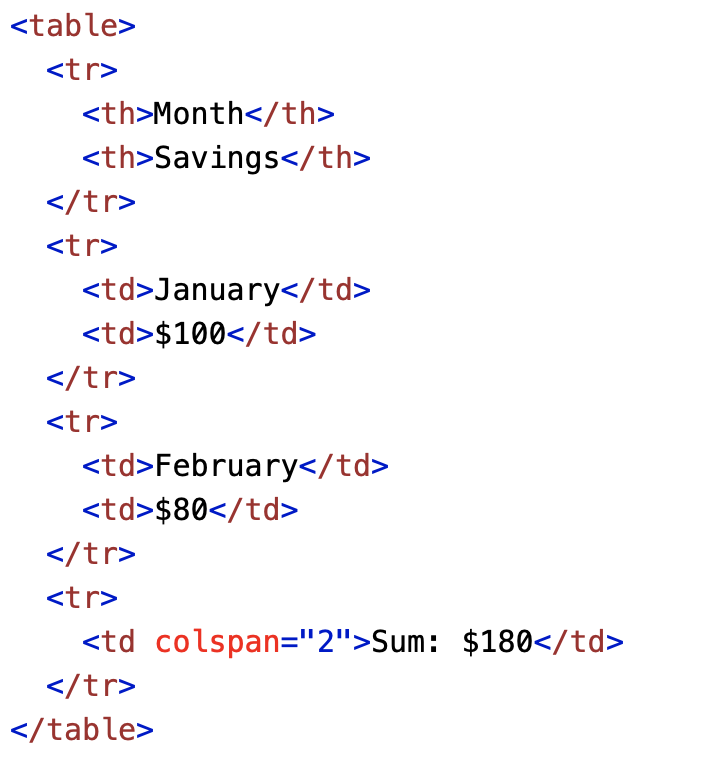 <table>
  <tr>
    <th>Month</th>
    <th>Savings</th>
  </tr>
  <tr>
    <td>January</td>
    <td>$100</td>
  </tr>
  <tr>
    <td>February</td>
    <td>$80</td>
  </tr>
  <tr>
    <td colspan="2">Sum: $180</td>
  </tr>
</table>